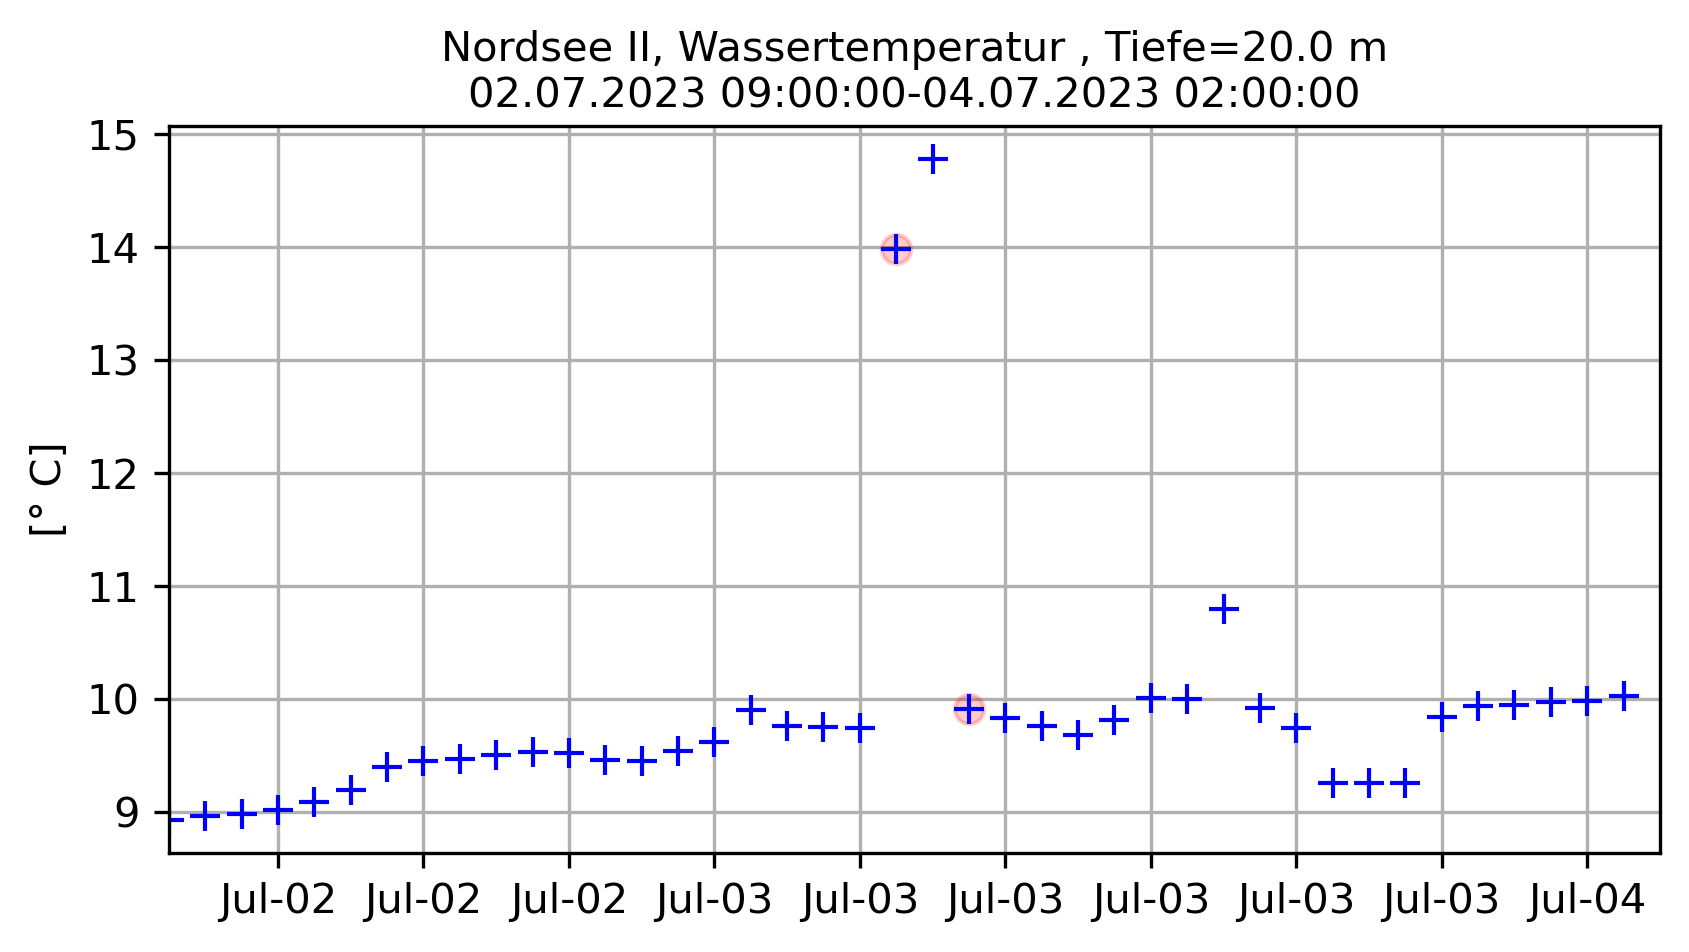 Nordsee II, Wassertemperatur , Tiefe=20.0 m
02.07.2023 09:00:00-04.07.2023 02:00:00
15
14
13
12
11
10
9
[° C]
Jul-02 Jul-02 Jul-02 Jul-03 Jul-03 Jul-03 Jul-03 Jul-03 Jul-03 Jul-04